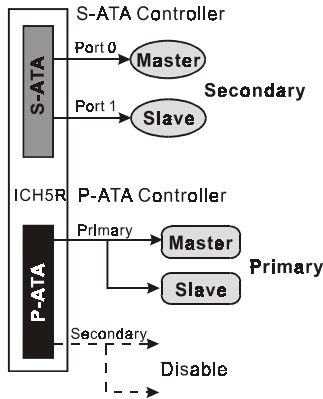 S-ATA Controller
S-ATA
Port 0
Master
Secondary
Port 1
Slave
ICH5R
P-ATA Controller
P-ATA
Primary
Master
Primary
Slave
Secondary
Disable